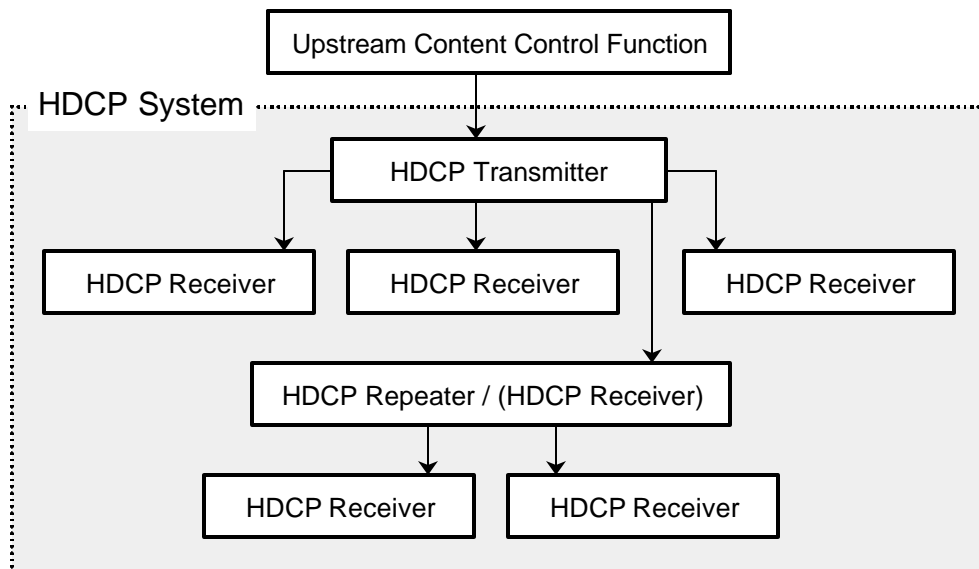 Upstream Content Control Function
HDCP System
HDCP Transmitter
HDCP Receiver
HDCP Receiver
HDCP Receiver
HDCP Repeater / (HDCP Receiver)
HDCP Receiver
HDCP Receiver